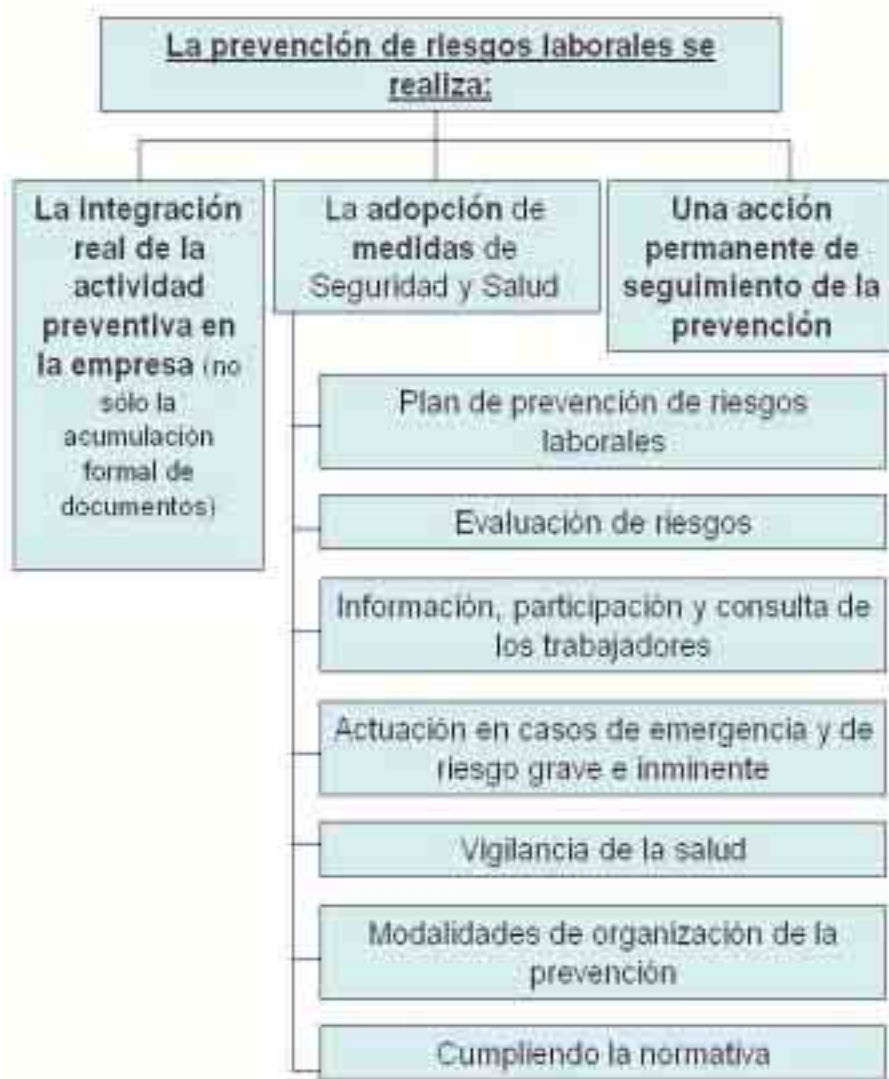 La prevención de riesgos laborales se
realiza:
La integración
real de la
actividad
preventiva en
la empresa (no
sólo la
acumulación
formal de
documentos)
La adopción de
medidas de
Seguridad y Salud
Una acción
permanente de
seguimiento de la
prevención
Plan de prevención de riesgos
laborales
Evaluación de riesgos
Información, participación y consulta de
los trabajadores
Actuación en casos de emergencia y de
riesgo grave e inminente
Vigilancia de la salud
Modalidades de organización de la
prevención
Cumpliendo la normativa